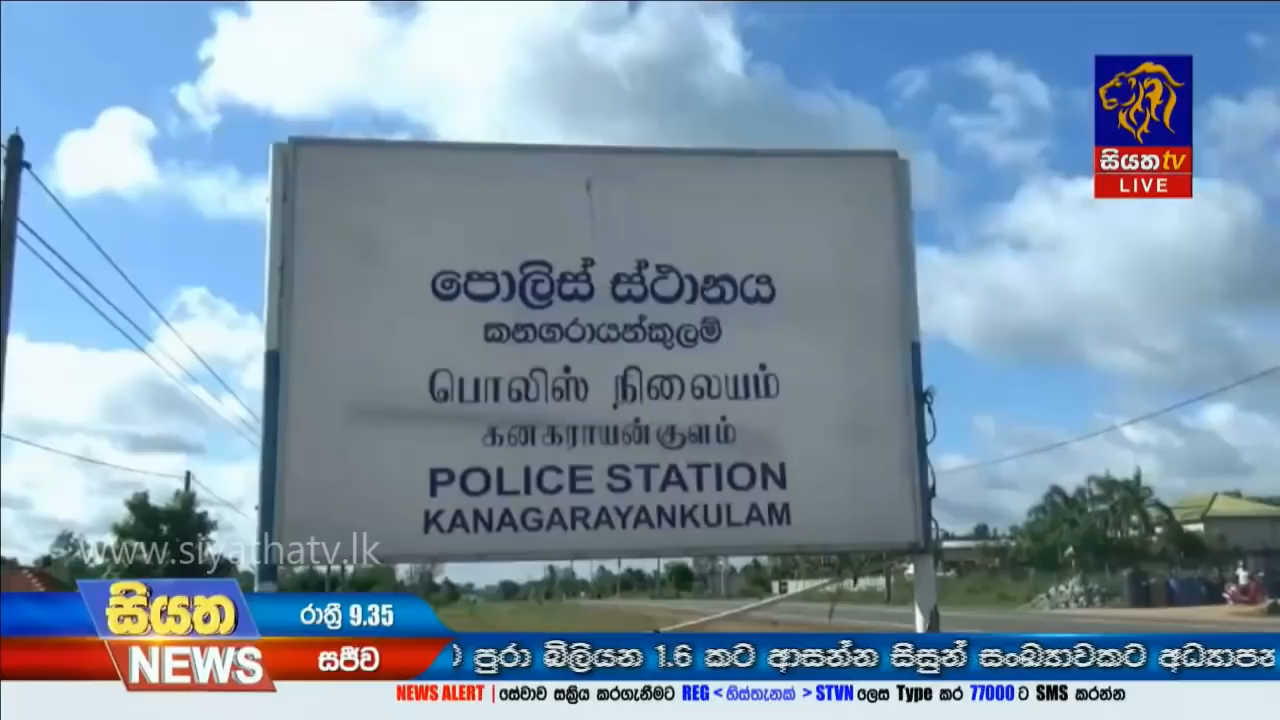 සියත tv
LIVE
පොලිස් ස්ථානය
කනගරායන්කුලම්
பொலிஸ் நிலையம்
கனகராயன்குளம்
POLICE STATION
KANAGARAYANKULAM
www.siyathatv.lk
සියත
NEWS
රාත්‍රී 9.35
සජීව
පුරා බිලියන 1.6 කට ආසන්න සිසුන් සංඛ්‍යාවකට
NEWS ALERT | සේවාව සක්‍රිය කරගැනීමට REG < හිස්තැනක් > STVN ලෙස Type කර 77000 ට SMS කරන්න